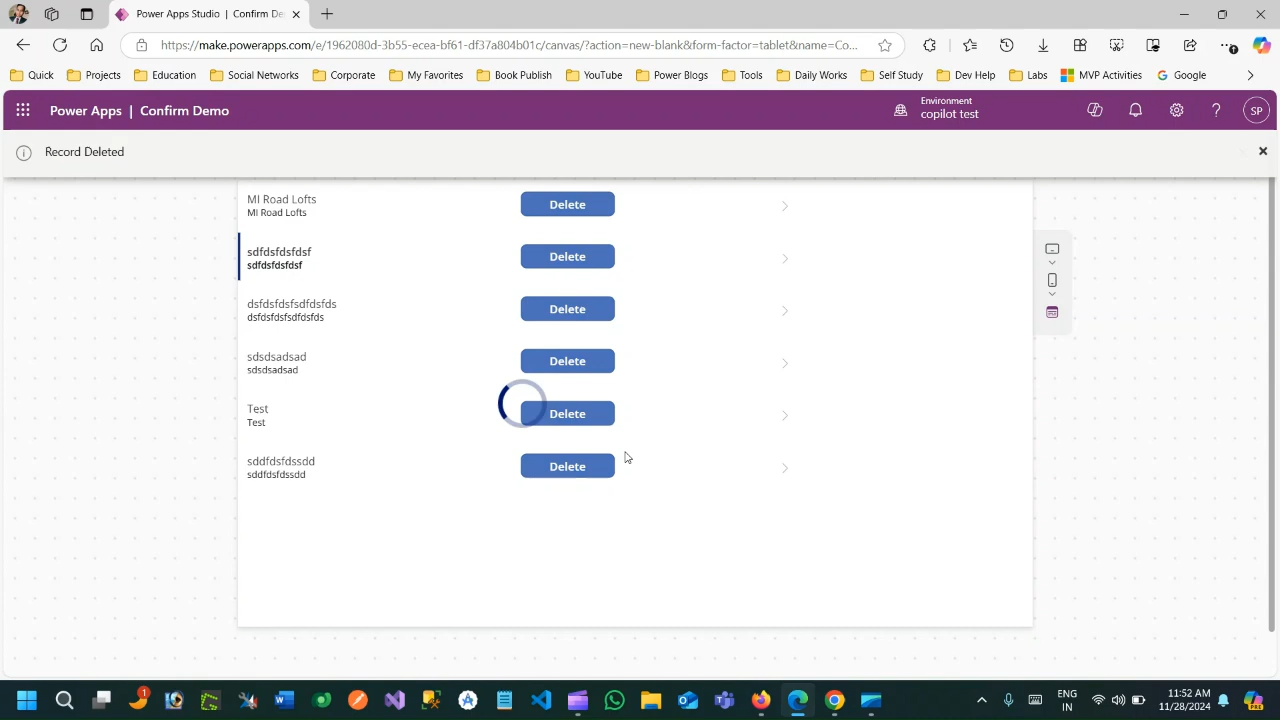 Power Apps Studio | Confirm De
https://make.powerapps.com/e/1962080d-3b55-ecea-bf61-df37a804b01c/canvas/?action=new-blank&form-factor=tablet&name=Co...
Quick Projects Education Social Networks Corporate My Favorites Book Publish YouTube Power Blogs Tools Daily Works Self Study Dev Help Labs MVP Activities Google
Power Apps | Confirm Demo
Environment
copilot test
SP
Record Deleted
MI Road Lofts
MI Road Lofts
Delete
sdfdsfdsfdsf
sdfdsfdsfdsf
Delete
dsfdsfdsfsdfdsfds
dsfdsfdsfsdfdsfds
Delete
sdsdsadsad
sdsdsadsad
Delete
Test
Test
Delete
sddfdsfdssdd
sddfdsfdssdd
Delete
1
ENG
IN
11:52 AM
11/28/2024